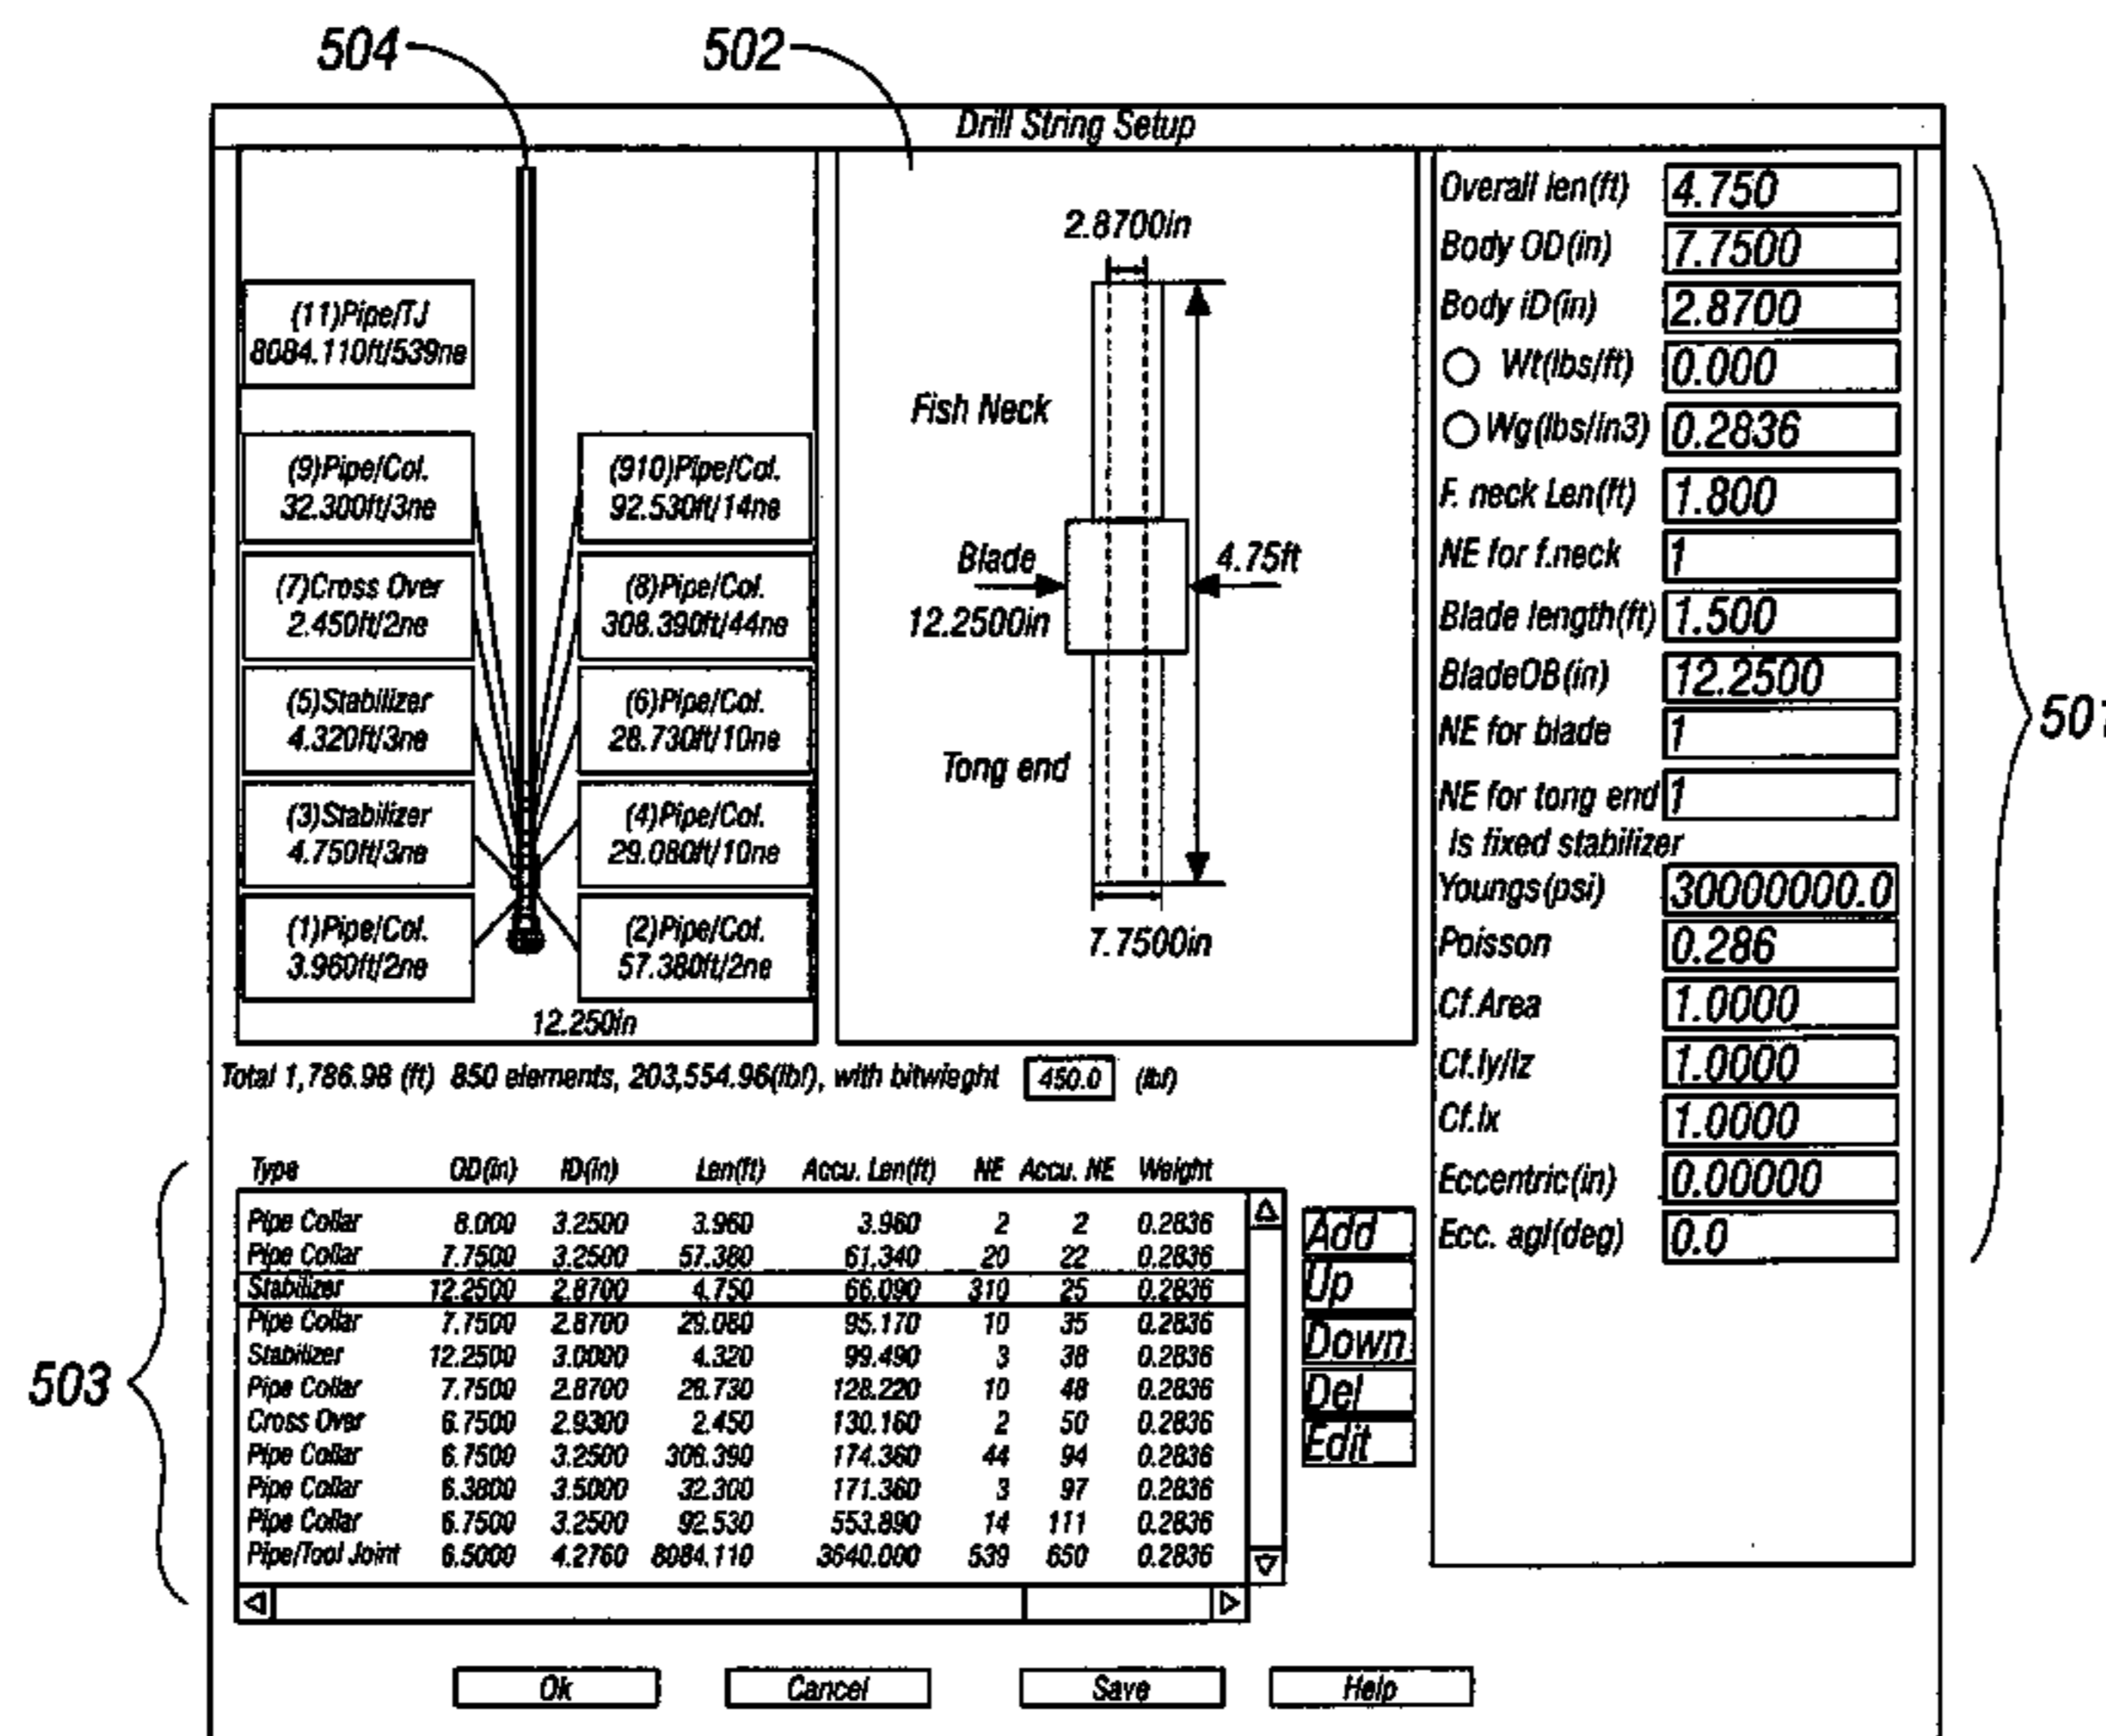 504
502
Drill String Setup
(11)Pipe/TJ
8084.110ft/539ne
(9)Pipe/Col.
32.300ft/3ne
(910)Pipe/Col.
92.530ft/14ne
(7)Cross Over
2.450ft/2ne
(8)Pipe/Col.
308.390ft/44ne
(5)Stabilizer
4.320ft/3ne
(6)Pipe/Col.
28.730ft/10ne
(3)Stabilizer
4.750ft/3ne
(4)Pipe/Col.
29.080ft/10ne
(1)Pipe/Col.
3.960ft/2ne
(2)Pipe/Col.
57.380ft/2ne
12.250in
2.8700in
Fish Neck
Blade
4.75ft
12.2500in
Tong end
7.7500in
Overall len(ft) 4.750
Body OD(in) 7.7500
Body iD(in) 2.8700
Wt(lbs/ft) 0.000
Wg(lbs/in3) 0.2836
F. neck Len(ft) 1.800
NE for f.neck 1
Blade length(ft) 1.500
BladeOB(in) 12.2500
NE for blade 1
NE for tong end 1
Is fixed stabilizer
Youngs(psi) 30000000.0
Poisson 0.286
Cf.Area 1.0000
Cf.ly/lz 1.0000
Cf.lx 1.0000
Eccentric(in) 0.00000
Ecc. agl(deg) 0.0
501
Total 1,786.98 (ft) 850 elements, 203,554.96(lbf), with bitwieght 450.0 (lbf)
503
Type OD(in) ID(in) Len(ft) Accu. Len(ft) NE Accu. NE Weight
Pipe Collar 8.000 3.2500 3.960 3.960 2 2 0.2836
Pipe Collar 7.7500 3.2500 57.380 61.340 20 22 0.2836
Stabilizer 12.2500 2.8700 4.750 66.090 310 25 0.2836
Pipe Collar 7.7500 2.8700 29.080 95.170 10 35 0.2836
Stabilizer 12.2500 3.0000 4.320 99.490 3 38 0.2836
Pipe Collar 7.7500 2.8700 28.730 128.220 10 48 0.2836
Cross Over 6.7500 2.9300 2.450 130.160 2 50 0.2836
Pipe Collar 6.7500 3.2500 308.390 174.360 44 94 0.2836
Pipe Collar 6.3800 3.5000 32.300 171.360 3 97 0.2836
Pipe Collar 6.7500 3.2500 92.530 553.890 14 111 0.2836
Pipe/Tool Joint 6.5000 4.2760 8084.110 3640.000 539 650 0.2836
Add
Up
Down
Del
Edit
Ok Cancel Save Help